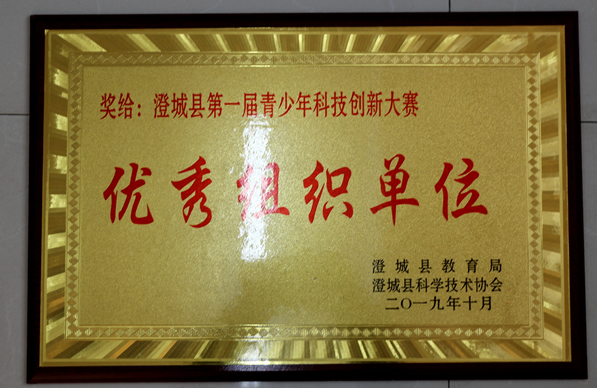 奖给：澄城县第一届青少年科技创新大赛
优秀组织单位
澄城县教育局
澄城县科学技术协会
二〇一九年十月